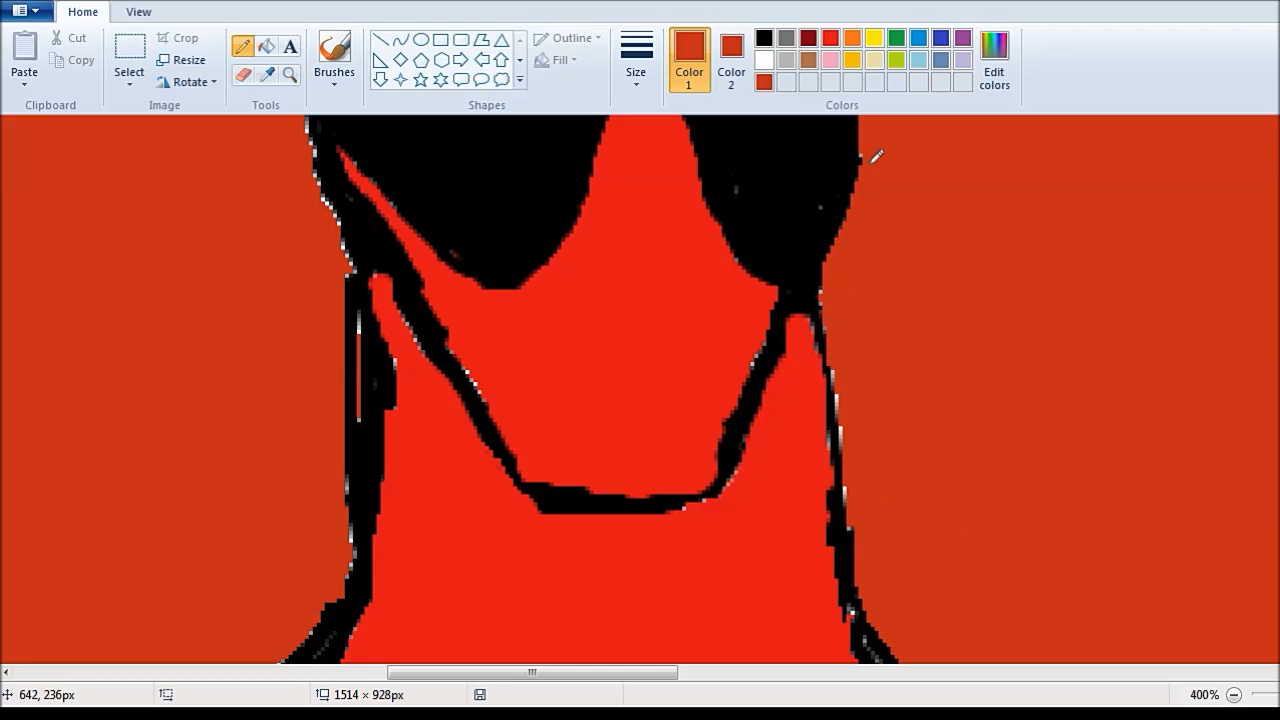 Home View
Paste
Cut
Copy
Clipboard
Select
Crop
Resize
Rotate
Image
A
Tools
Brushes
Outline
Fill
Shapes
Size
Color 1
Color 2
Edit colors
Colors
642, 236px
1514 × 928px
400%